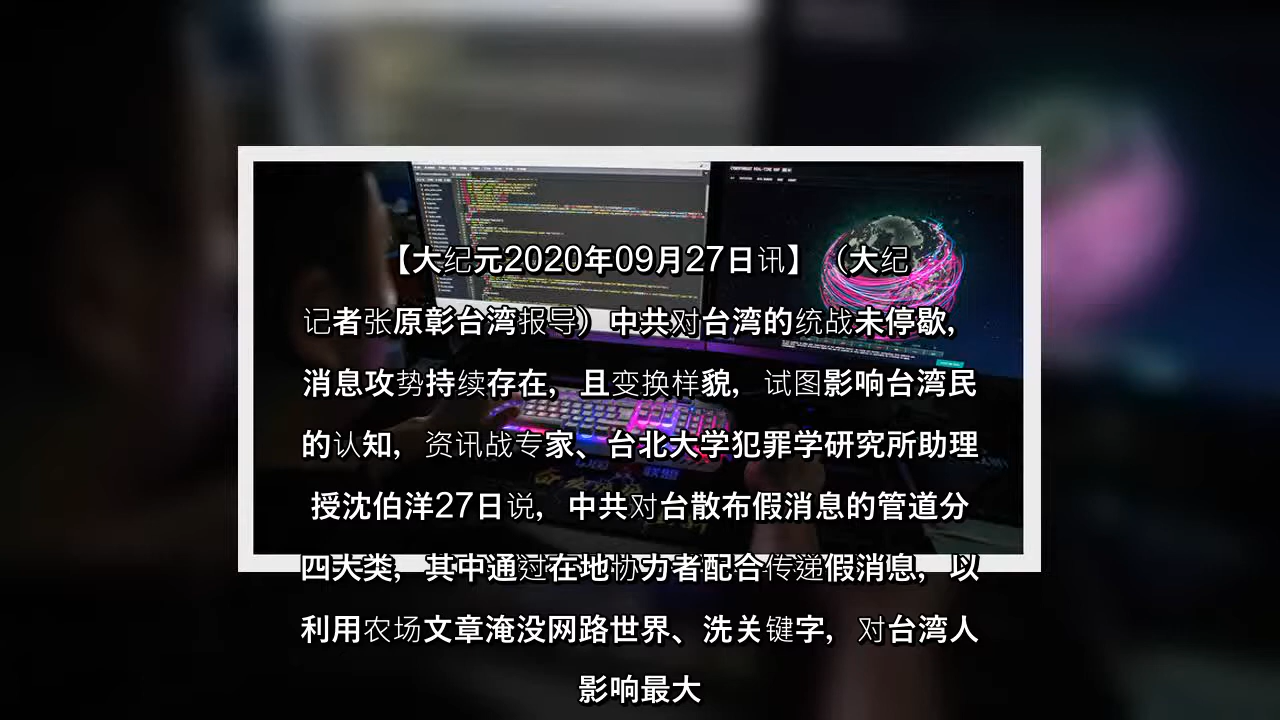 【大纪元2020年09月27日讯】（大纪
记者张原彰台湾报导）中共对台湾的统战未停歇，
消息攻势持续存在，且变换样貌，试图影响台湾民
的认知，资讯战专家、台北大学犯罪学研究所助理
授沈伯洋27日说，中共对台散布假消息的管道分
四大类，其中通过在地协力者配合传递假消息，以
利用农场文章淹没网路世界、洗关键字，对台湾人
影响最大